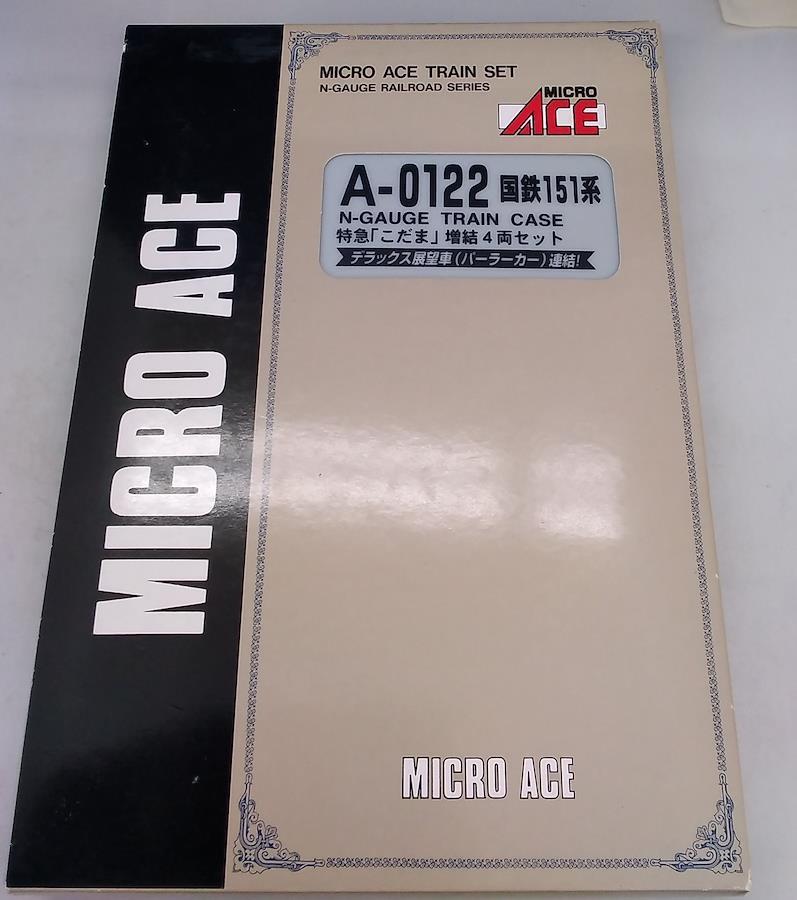 MICRO ACE
MICRO ACE TRAIN SET
N-GAUGE RAILROAD SERIES
MICRO
ACE
A-0122 国鉄151系
N-GAUGE TRAIN CASE
特急「こだま」増結4両セット
デラックス展望車(パーラーカー)連結!
MICRO ACE